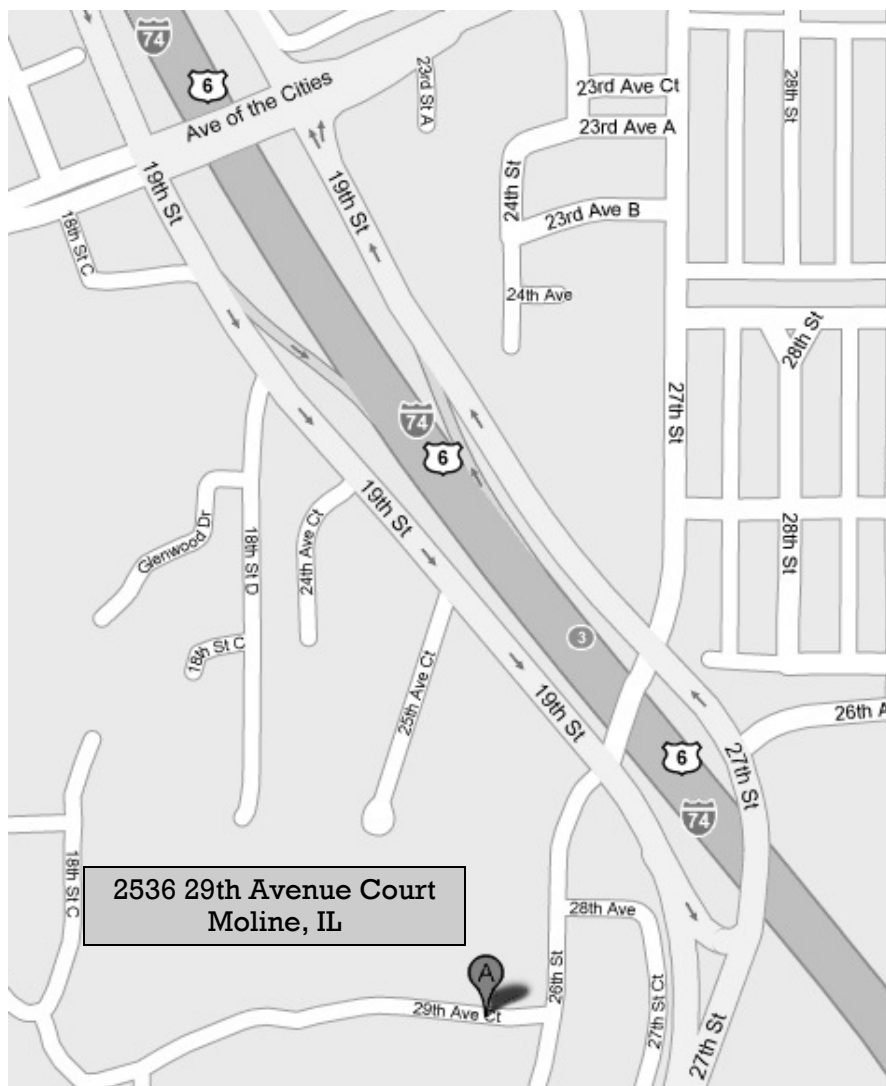 74
6
Ave of the Cities
23rd St A
23rd Ave Ct
28th St
23rd Ave A
19th St
19th St
24th St
23rd Ave B
18th St C
24th Ave
28th St
74
6
27th St
19th St
28th St
Glenwood Dr
18th St D
24th Ave Ct
3
18th St C
25th Ave Ct
19th St
26th A
6
27th St
74
18th St C
2536 29th Avenue Court
Moline, IL
28th Ave
A
26th St
29th Ave Ct
27th St Ct
27th St